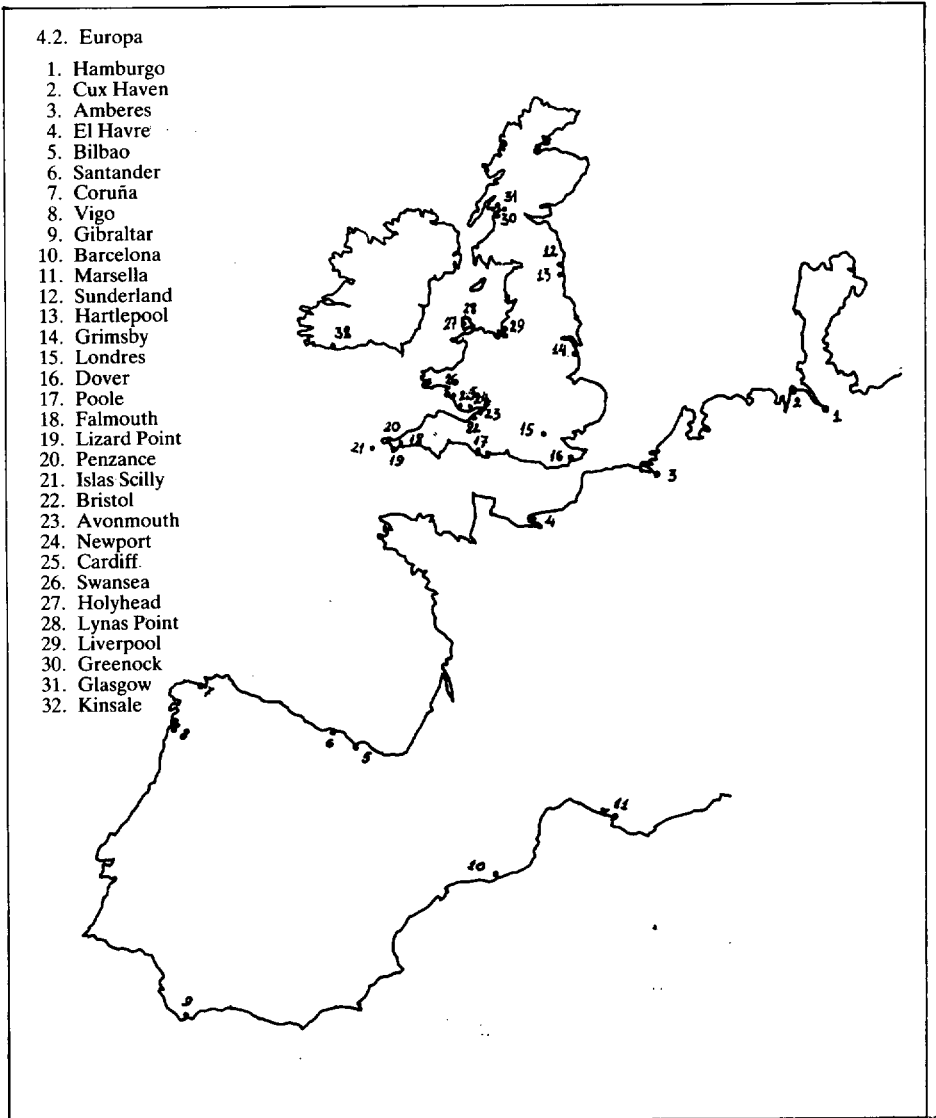 4.2. Europa
1. Hamburgo
2. Cux Haven
3. Amberes
4. El Havre
5. Bilbao
6. Santander
7. Coruña
8. Vigo
9. Gibraltar
10. Barcelona
11. Marsella
12. Sunderland
13. Hartlepool
14. Grimsby
15. Londres
16. Dover
17. Poole
18. Falmouth
19. Lizard Point
20. Penzance
21. Islas Scilly
22. Bristol
23. Avonmouth
24. Newport
25. Cardiff
26. Swansea
27. Holyhead
28. Lynas Point
29. Liverpool
30. Greenock
31. Glasgow
32. Kinsale
31
30
12
13
28
27
29
32
14
26
25
24
23
22
20
21
18
19
17
15
16
2
1
3
4
7
8
6
5
11
10
9